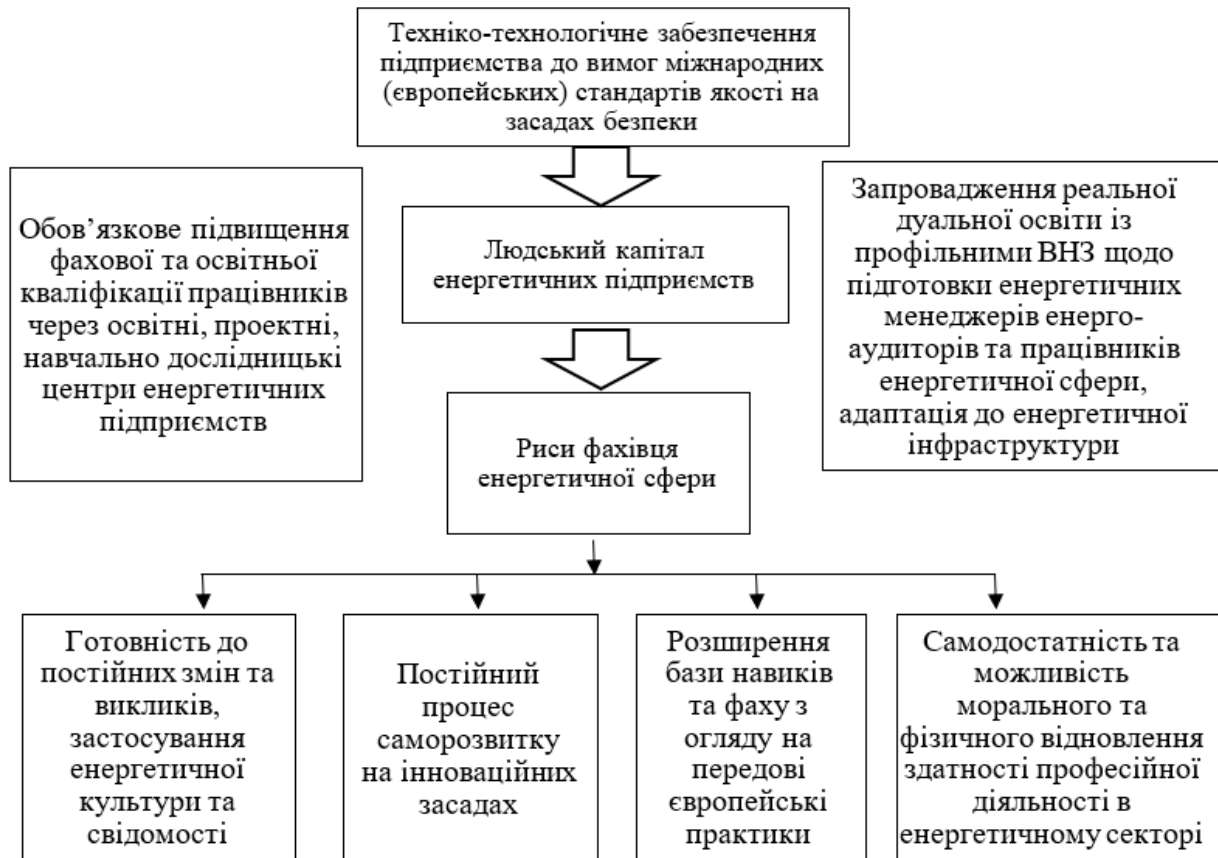 Техніко-технологічне забезпечення
підприємства до вимог міжнародних
(європейських) стандартів якості на
засадах безпеки
Обов’язкове підвищення
фахової та освітньої
кваліфікації працівників
через освітні, проектні,
навчально дослідницькі
центри енергетичних
підприємств
Людський капітал
енергетичних підприємств
Запровадження реальної
дуальної освіти із
профільними ВНЗ щодо
підготовки енергетичних
менеджерів енерго-
аудиторів та працівників
енергетичної сфери,
адаптація до енергетичної
інфраструктури
Риси фахівця
енергетичної сфери
Готовність до
постійних змін та
викликів,
застосування
енергетичної
культури та
свідомості
Постійний
процес
саморозвитку
на інноваційних
засадах
Розширення
бази навиків
та фаху з
огляду на
передові
європейські
практики
Самодостатність та
можливість
морального та
фізичного відновлення
здатності професійної
діяльності в
енергетичному секторі